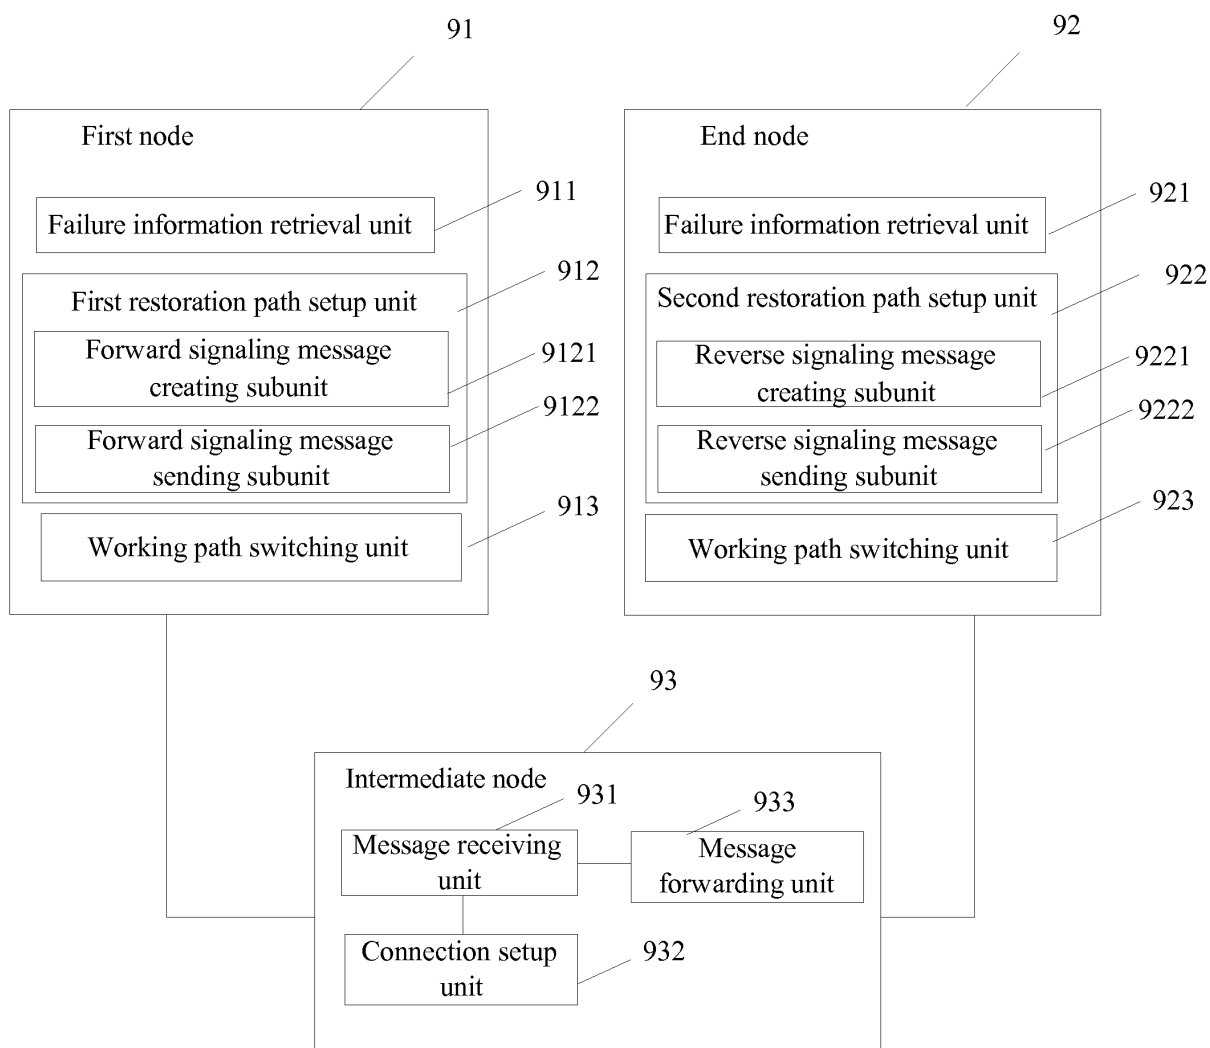 91
92
First node
End node
911
Failure information retrieval unit
921
Failure information retrieval unit
912
First restoration path setup unit
922
Second restoration path setup unit
9121
Forward signaling message
creating subunit
9221
Reverse signaling message
creating subunit
9122
Forward signaling message
sending subunit
9222
Reverse signaling message
sending subunit
913
Working path switching unit
923
Working path switching unit
93
Intermediate node
931
Message receiving
unit
933
Message
forwarding unit
Connection setup
unit
932